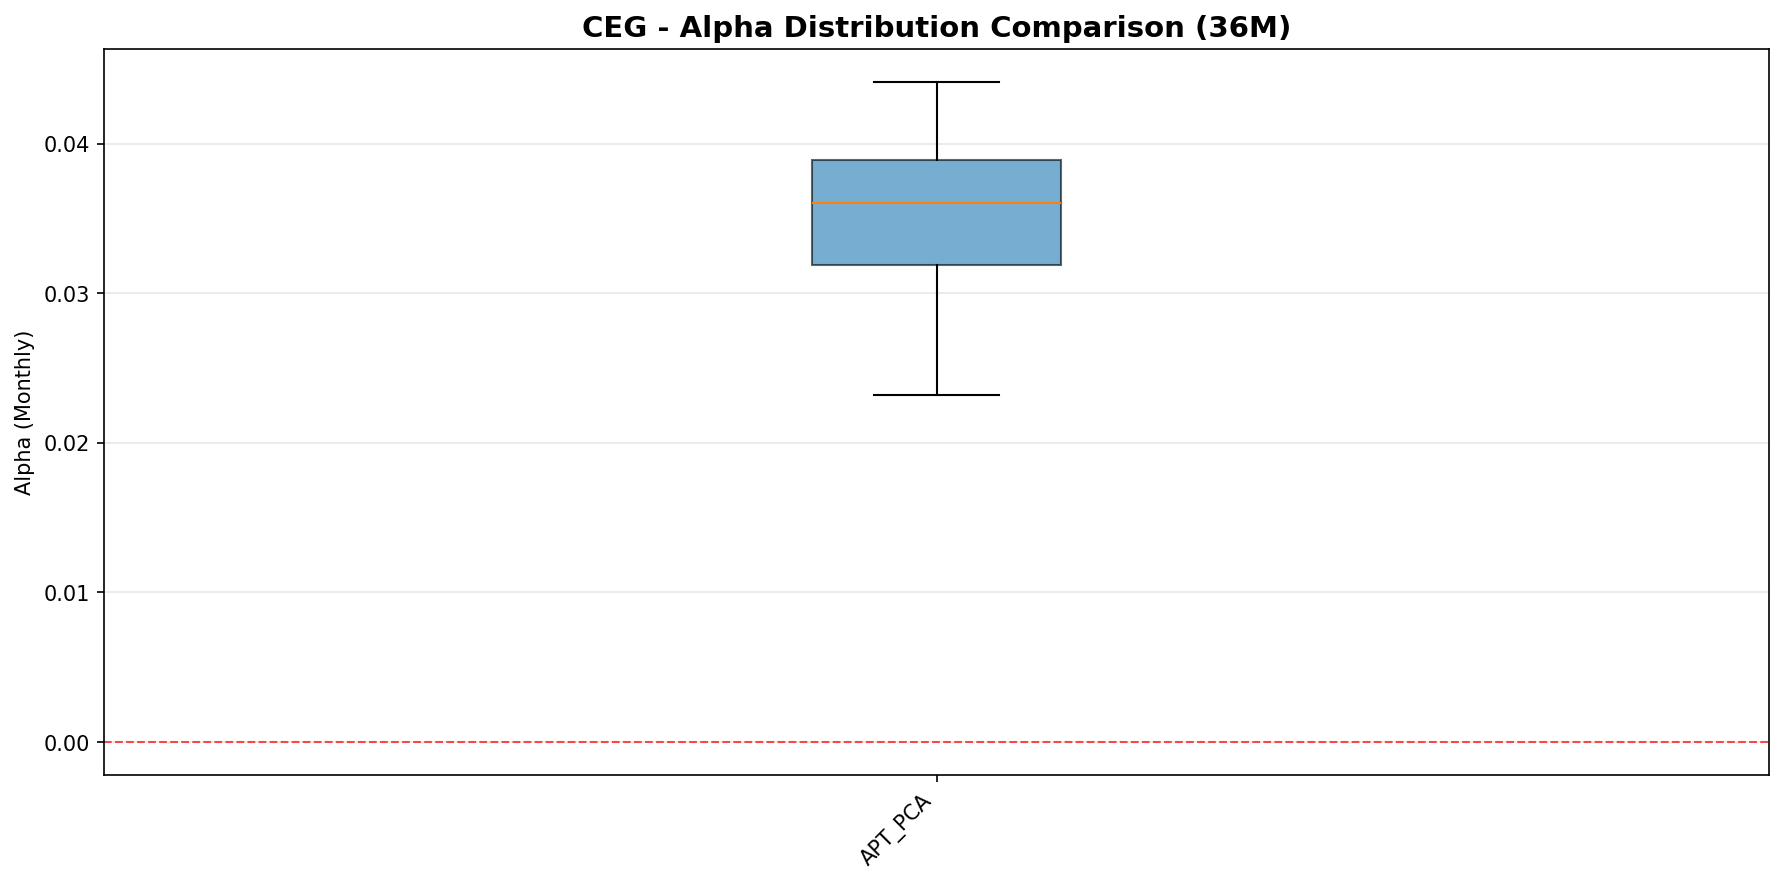 CEG - Alpha Distribution Comparison (36M)
Alpha (Monthly)
0.04
0.03
0.02
0.01
0.00
APT_PCA